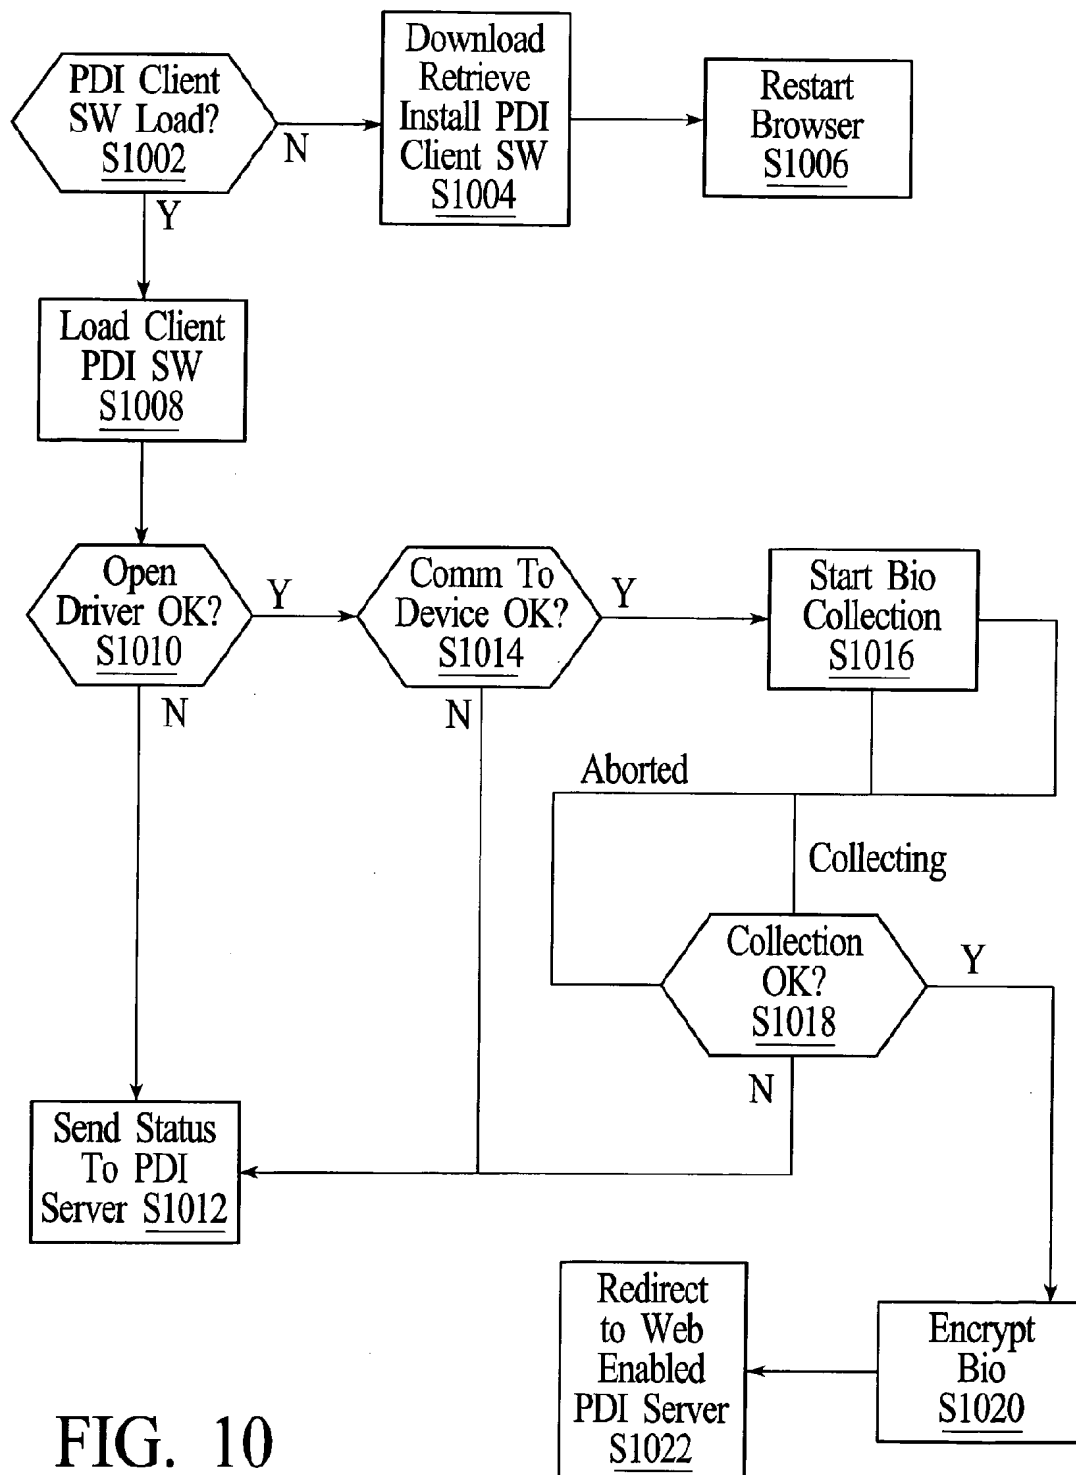 PDI Client
SW Load?
S1002
N
Y
Download
Retrieve
Install PDI
Client SW
S1004
Restart
Browser
S1006
Load Client
PDI SW
S1008
Open
Driver OK?
S1010
Y
N
Comm To
Device OK?
S1014
Y
N
Start Bio
Collection
S1016
Aborted
Collecting
Collection
OK?
S1018
Y
N
Send Status
To PDI
Server S1012
Redirect
to Web
Enabled
PDI Server
S1022
Encrypt
Bio
S1020
FIG. 10